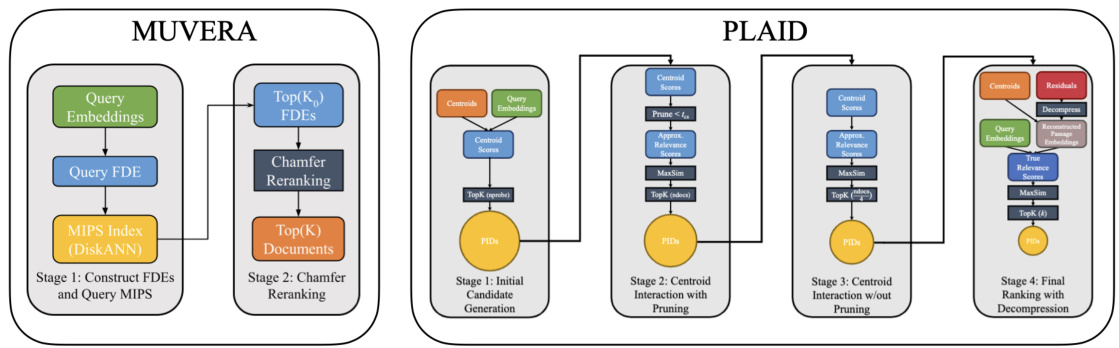 MUVERA
Query
Embeddings
Query FDE
MIPS Index
(DiskANN)
Stage 1: Construct FDEs
and Query MIPS
Top(K₀)
FDEs
Chamfer
Reranking
Top(K)
Documents
Stage 2: Chamfer
Reranking
PLAID
Centroids
Query
Embeddings
Centroid
Scores
TopK (nprobe)
PIDs
Stage 1: Initial
Candidate
Generation
Centroid
Scores
Prune < t_cs
Approx.
Relevance
Scores
MaxSim
TopK (ndocs)
PIDs
Stage 2: Centroid
Interaction with
Pruning
Centroid
Scores
Approx.
Relevance
Scores
MaxSim
TopK (ndocs/4)
PIDs
Stage 3: Centroid
Interaction w/out
Pruning
Centroids
Residuals
Decompress
Query
Embeddings
Reconstructed
Passage
Embeddings
True
Relevance
Scores
MaxSim
TopK (k)
PIDs
Stage 4: Final
Ranking with
Decompression